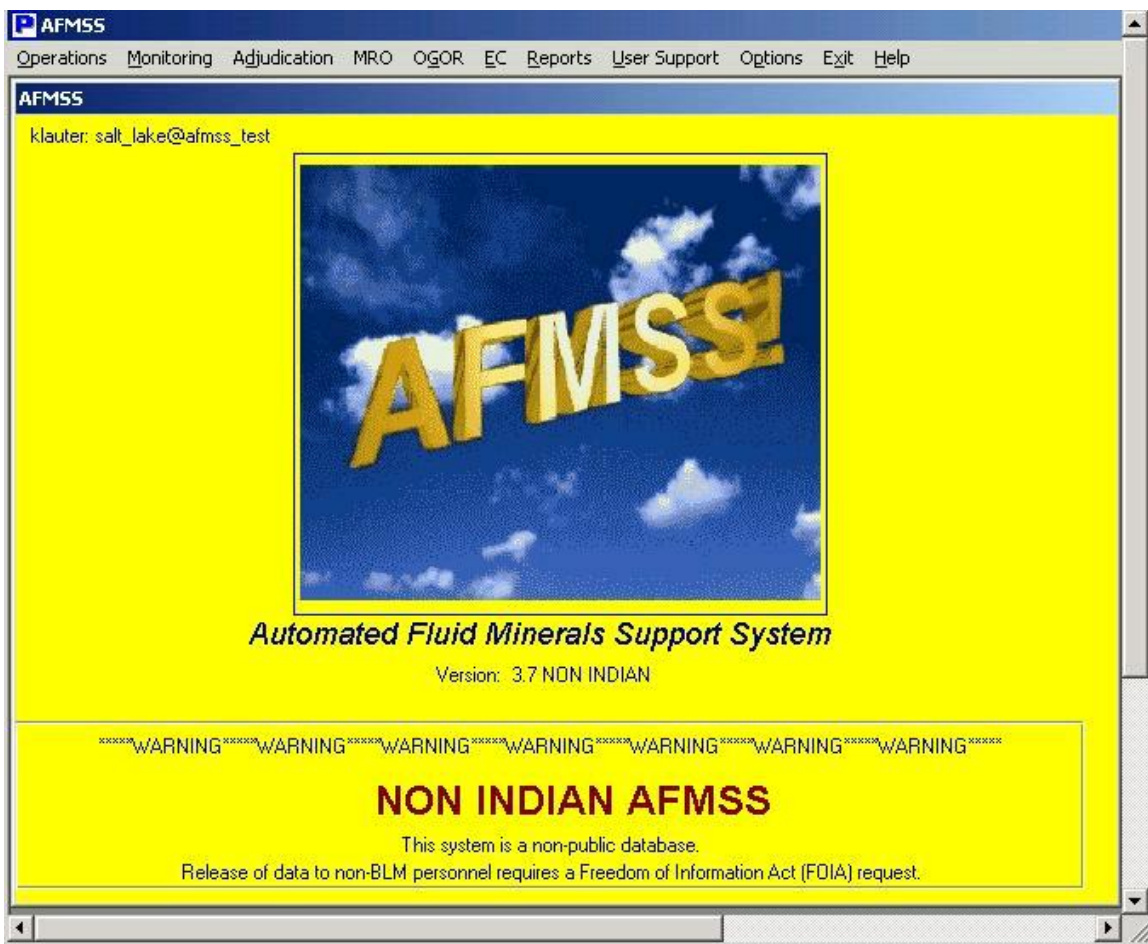 AFMSS
Operations Monitoring Adjudication MRO OGOR EC Reports User Support Options Exit Help
AFMSS
klauter: salt_lake@afmss_test
AFMSS!
Automated Fluid Minerals Support System
Version: 3.7 NON INDIAN
*****WARNING*****WARNING*****WARNING*****WARNING*****WARNING*****WARNING*****WARNING*****
NON INDIAN AFMSS
This system is a non-public database.
Release of data to non-BLM personnel requires a Freedom of Information Act (FOIA) request.